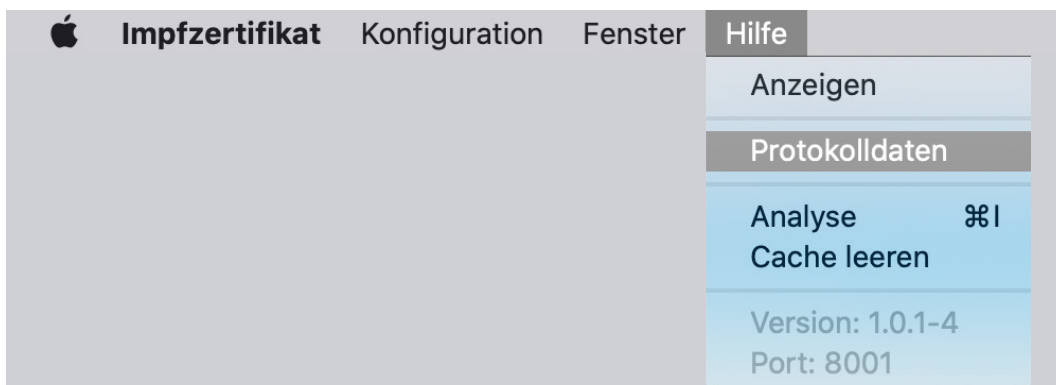 Impfzertifikat Konfiguration Fenster Hilfe
Anzeigen
Protokolldaten
Analyse ⌘I
Cache leeren
Version: 1.0.1-4
Port: 8001